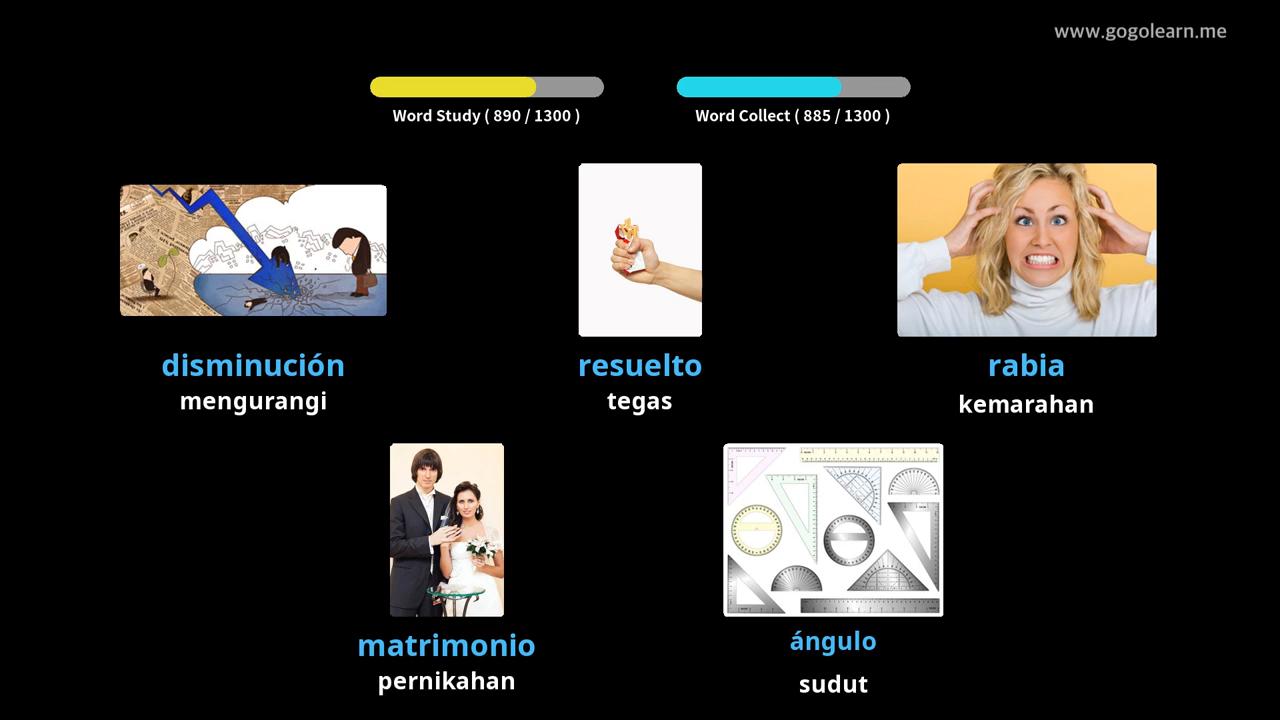 www.gogolearn.me
Word Study ( 890 / 1300 )
Word Collect ( 885 / 1300 )
disminución
mengurangi
resuelto
tegas
rabia
kemarahan
matrimonio
pernikahan
ángulo
sudut